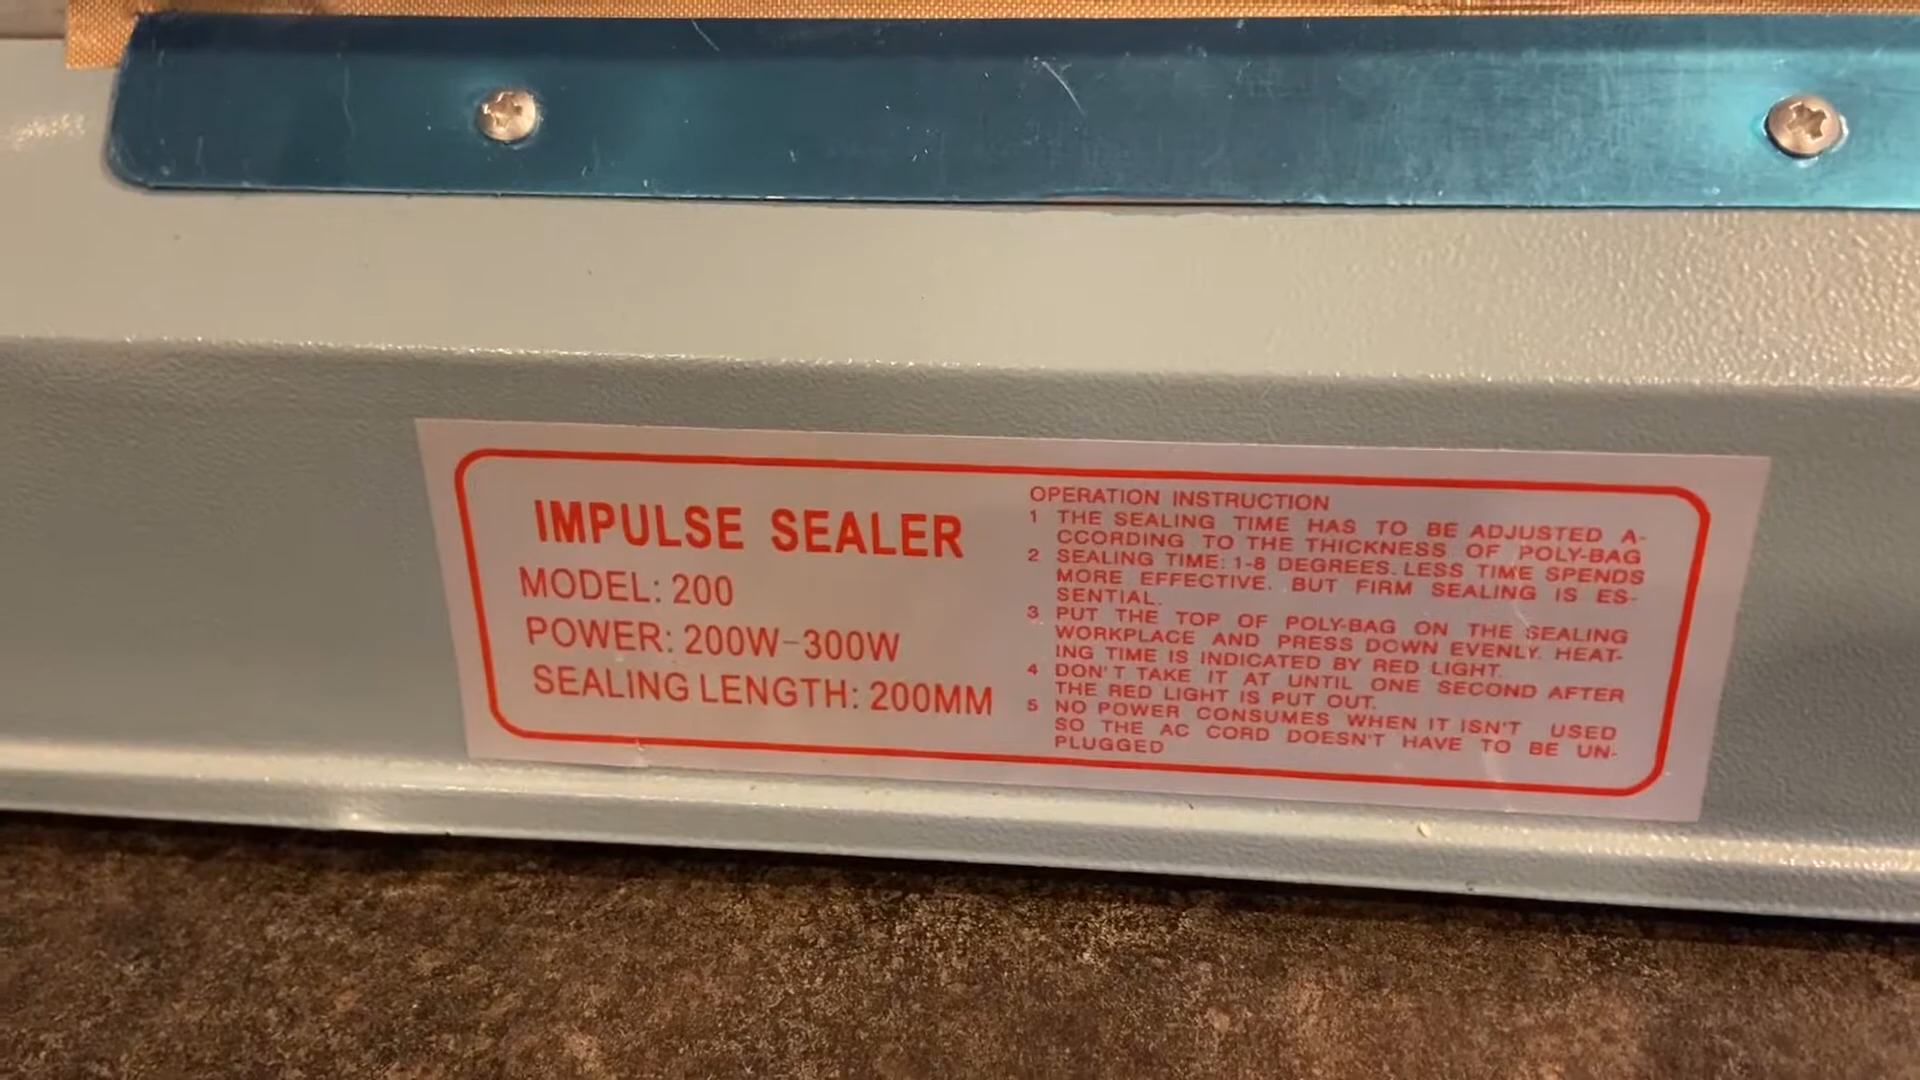 IMPULSE SEALER
MODEL: 200
POWER: 200W-300W
SEALING LENGTH: 200MM
OPERATION INSTRUCTION
1 THE SEALING TIME HAS TO BE ADJUSTED A-
CCORDING TO THE THICKNESS OF POLY-BAG
2 SEALING TIME: 1-8 DEGREES. LESS TIME SPENDS
MORE EFFECTIVE. BUT FIRM SEALING IS ES-
SENTIAL.
3 PUT THE TOP OF POLY-BAG ON THE SEALING
WORKPLACE AND PRESS DOWN EVENLY. HEAT-
ING TIME IS INDICATED BY RED LIGHT.
4 DON'T TAKE IT AT UNTIL ONE SECOND AFTER
THE RED LIGHT IS PUT OUT.
5 NO POWER CONSUMES WHEN IT ISN'T USED
SO THE AC CORD DOESN'T HAVE TO BE UN-
PLUGGED